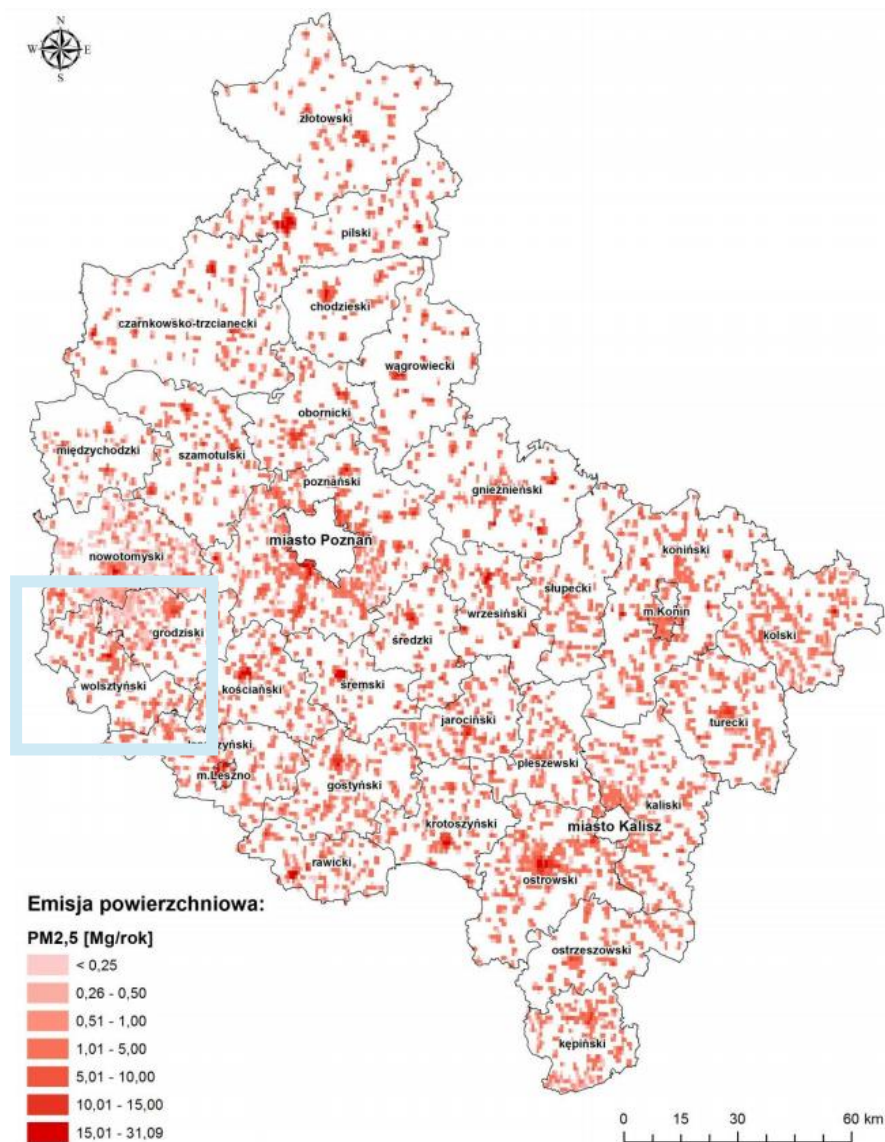 N
W E
S
złotowski
pilski
chodzieski
czarnkowsko-trzcianecki
wągrowiecki
obornicki
międzychodzki
szamotulski
poznański
gnieźnieński
miasto Poznań
koniński
nowotomyski
słupecki
wrzesiński
m.Konin
kolski
grodziski
średzki
wolsztyński
kościański
śremski
jarociński
turecki
m.Leszno
gostyński
pleszewski
kaliski
krotoszyński
miasto Kalisz
rawicki
ostrowski
Emisja powierzchniowa:
PM2,5 [Mg/rok]
< 0,25
0,26 - 0,50
0,51 - 1,00
1,01 - 5,00
5,01 - 10,00
10,01 - 15,00
15,01 - 31,09
ostrzeszowski
kępiński
0 15 30 60 km